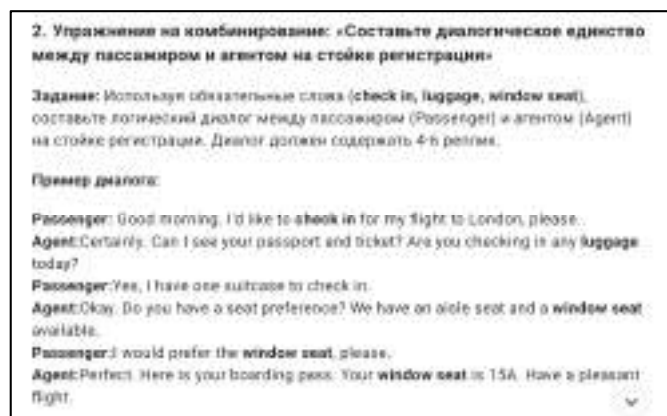 2. Упражнение на комбинирование: «Составьте диалогическое единство
между пассажиром и агентом на стойке регистрации»
Задание: Используя обязательные слова (check in, luggage, window seat),
составьте логический диалог между пассажиром (Passenger) и агентом (Agent)
на стойке регистрации. Диалог должен содержать 4-6 реплик.
Пример диалога:
Passenger: Good morning. I'd like to check in for my flight to London, please.
Agent:Certainly. Can I see your passport and ticket? Are you checking in any luggage
today?
Passenger:Yes, I have one suitcase to check in.
Agent:Okay. Do you have a seat preference? We have an aisle seat and a window seat
available.
Passenger:I would prefer the window seat, please.
Agent:Perfect. Here is your boarding pass. Your window seat is 15A. Have a pleasant
flight.